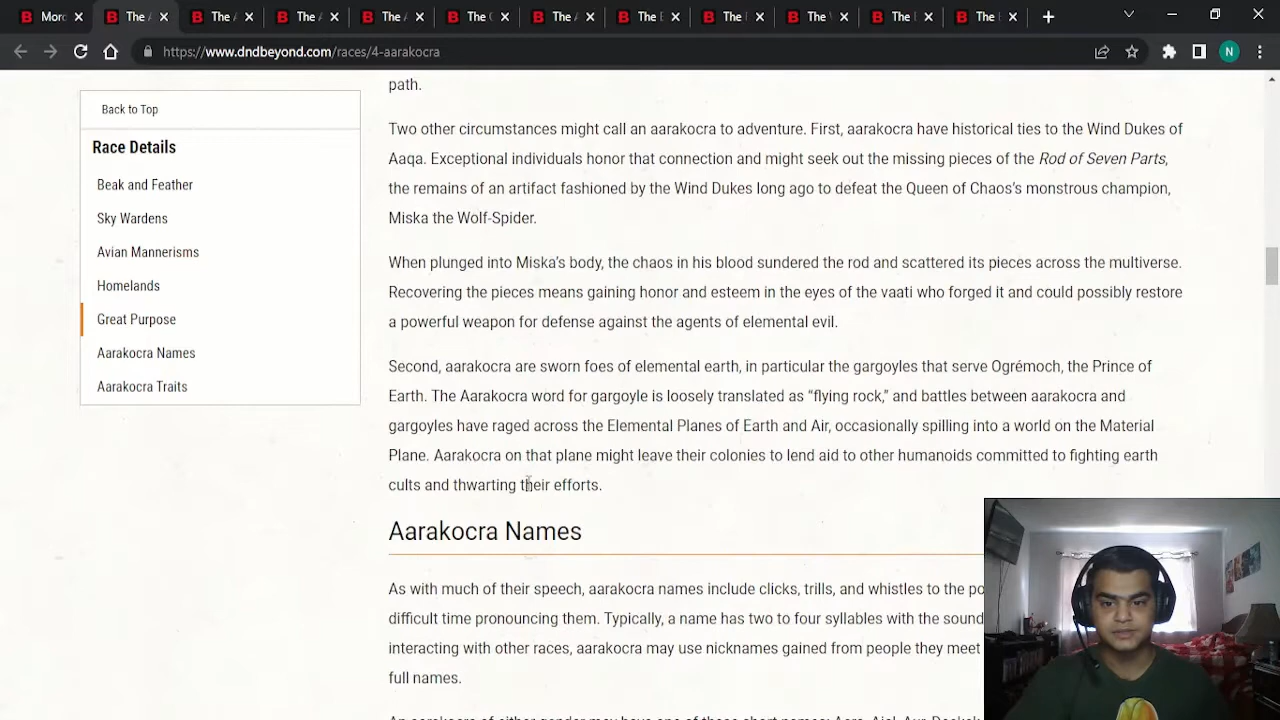 Morc
The A
The A
The A
The A
The C
The A
The E
The I
The V
The E
The E
https://www.dndbeyond.com/races/4-aarakocra
N
path.
Back to Top
Race Details
Beak and Feather
Sky Wardens
Avian Mannerisms
Homelands
Great Purpose
Aarakocra Names
Aarakocra Traits
Two other circumstances might call an aarakocra to adventure. First, aarakocra have historical ties to the Wind Dukes of
Aaqa. Exceptional individuals honor that connection and might seek out the missing pieces of the Rod of Seven Parts,
the remains of an artifact fashioned by the Wind Dukes long ago to defeat the Queen of Chaos's monstrous champion,
Miska the Wolf-Spider.
When plunged into Miska's body, the chaos in his blood sundered the rod and scattered its pieces across the multiverse.
Recovering the pieces means gaining honor and esteem in the eyes of the vaati who forged it and could possibly restore
a powerful weapon for defense against the agents of elemental evil.
Second, aarakocra are sworn foes of elemental earth, in particular the gargoyles that serve Ogrémoch, the Prince of
Earth. The Aarakocra word for gargoyle is loosely translated as “flying rock,” and battles between aarakocra and
gargoyles have raged across the Elemental Planes of Earth and Air, occasionally spilling into a world on the Material
Plane. Aarakocra on that plane might leave their colonies to lend aid to other humanoids committed to fighting earth
cults and thwarting their efforts.
Aarakocra Names
As with much of their speech, aarakocra names include clicks, trills, and whistles to the po
difficult time pronouncing them. Typically, a name has two to four syllables with the sound
interacting with other races, aarakocra may use nicknames gained from people they meet
full names.